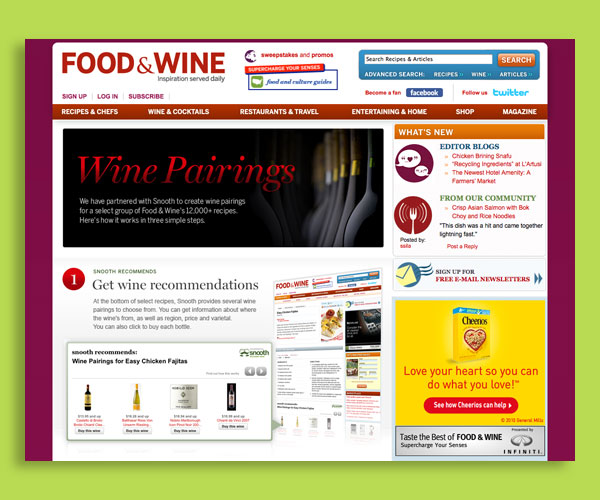 FOOD & WINE
Inspiration served daily
sweepstakes and promos
SUPERCHARGE YOUR SENSES
food and culture guides
Search Recipes & Articles
SEARCH
ADVANCED SEARCH: RECIPES WINE ARTICLES
SIGN UP | LOG IN | SUBSCRIBE
Become a fan facebook
Follow us twitter
RECIPES & CHEFS
WINE & COCKTAILS
RESTAURANTS & TRAVEL
ENTERTAINING & HOME
SHOP
MAGAZINE
Wine Pairings
We have partnered with Snooth to create wine pairings
for a select group of Food & Wine's 12,000+ recipes.
Here's how it works in three simple steps.
WHAT'S NEW
EDITOR BLOGS
Chicken Brining Snafu
"Recycling Ingredients" at L'Artusi
The Newest Hotel Amenity: A
Farmers' Market
FROM OUR COMMUNITY
Crisp Asian Salmon with Bok
Choy and Rice Noodles
"This dish was a hit and came together
lightning fast."
Posted by:
ssila
Post a Reply
SIGN UP FOR
FREE E-MAIL NEWSLETTERS
1
SNOOTH RECOMMENDS
Get wine recommendations
At the bottom of select recipes, Snooth provides several wine
pairings to choose from. You can get information about where
the wine's from, as well as region, price and varietal.
You can also click to buy each bottle.
snooth recommends:
Wine Pairings for Easy Chicken Fajitas
snooth
Buy this wine
Buy this wine
Buy this wine
Buy this wine
FOOD & WINE
Easy Chicken Fajitas
Cheerios
Love your heart so you can
do what you love!™
See how Cheerios can help
© 2010 General Mills
Taste the Best of FOOD & WINE
Supercharge Your Senses
Presented by
INFINITI.